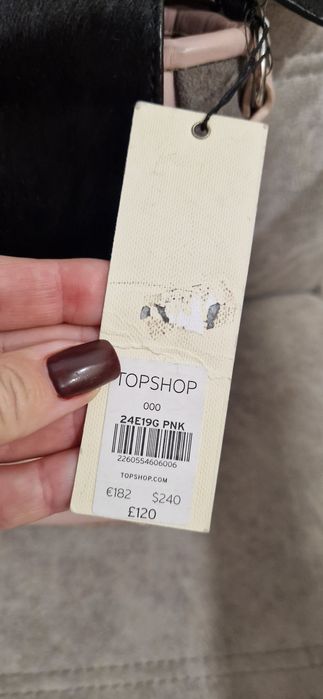 TOPSHOP
000
24E19G PNK
2260554606006
TOPSHOP.COM
€182 $240
£120